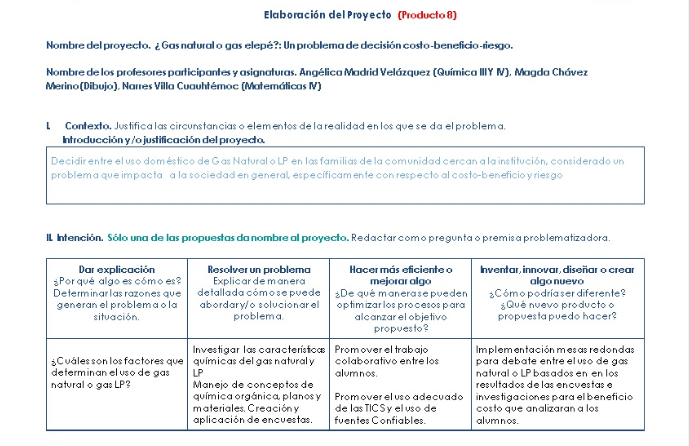 Elaboración del Proyecto (Producto 8)
Nombre del proyecto. ¿Gas natural o gas elepé?: Un problema de decisión costo-beneficio-riesgo.
Nombre de los profesores participantes y asignaturas. Angélica Madrid Velázquez (Química III Y IV), Magda Chávez
Merino(Dibujo), Narres Villa Cuauhtémoc (Matemáticas IV)
I. Contexto. Justifica las circunstancias o elementos de la realidad en los que se da el problema.
Introducción y/o justificación del proyecto.
Decidir entre el uso doméstico de Gas Natural o LP en las familias de la comunidad cercan a la institución, considerado un
problema que impacta a la sociedad en general, específicamente con respecto al costo-beneficio y riesgo
II. Intención. Sólo una de las propuestas da nombre al proyecto. Redactar como pregunta o premisa problematizadora.
Dar explicación
¿Por qué algo es cómo es?
Determinar las razones que
generan el problema o la
situación.
Resolver un problema
Explicar de manera
detallada cómo se puede
abordar y/o solucionar el
problema.
Hacer más eficiente o
mejorar algo
¿De qué manera se pueden
optimizar los procesos para
alcanzar el objetivo
propuesto?
Inventar, innovar, diseñar o crear
algo nuevo
¿Cómo podría ser diferente?
¿Qué nuevo producto o
propuesta puedo hacer?
¿Cuáles son los factores que
determinan el uso de gas
natural o gas LP?
Investigar las características
químicas del gas natural y
LP
Manejo de conceptos de
química orgánica, planos y
materiales. Creación y
aplicación de encuestas.
Promover el trabajo
colaborativo entre los
alumnos.
Promover el uso adecuado
de las TICS y el uso de
fuentes Confiables.
Implementación mesas redondas
para debate entre el uso de gas
natural o LP basados en en los
resultados de las encuestas e
investigaciones para el beneficio
costo que analizaran a los
alumnos.